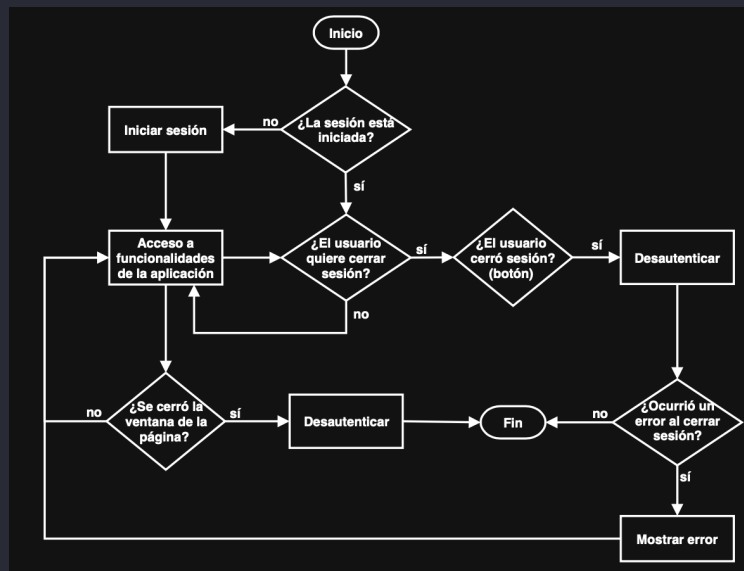 Inicio
¿La sesión está
iniciada?
no
Iniciar sesión
sí
Acceso a
funcionalidades
de la aplicación
¿El usuario
quiere cerrar
sesión?
sí
¿El usuario
cerró sesión?
(botón)
sí
Desautenticar
no
¿Se cerró la
ventana de la
página?
no
sí
Desautenticar
Fin
no
¿Ocurrió un
error al cerrar
sesión?
sí
Mostrar error